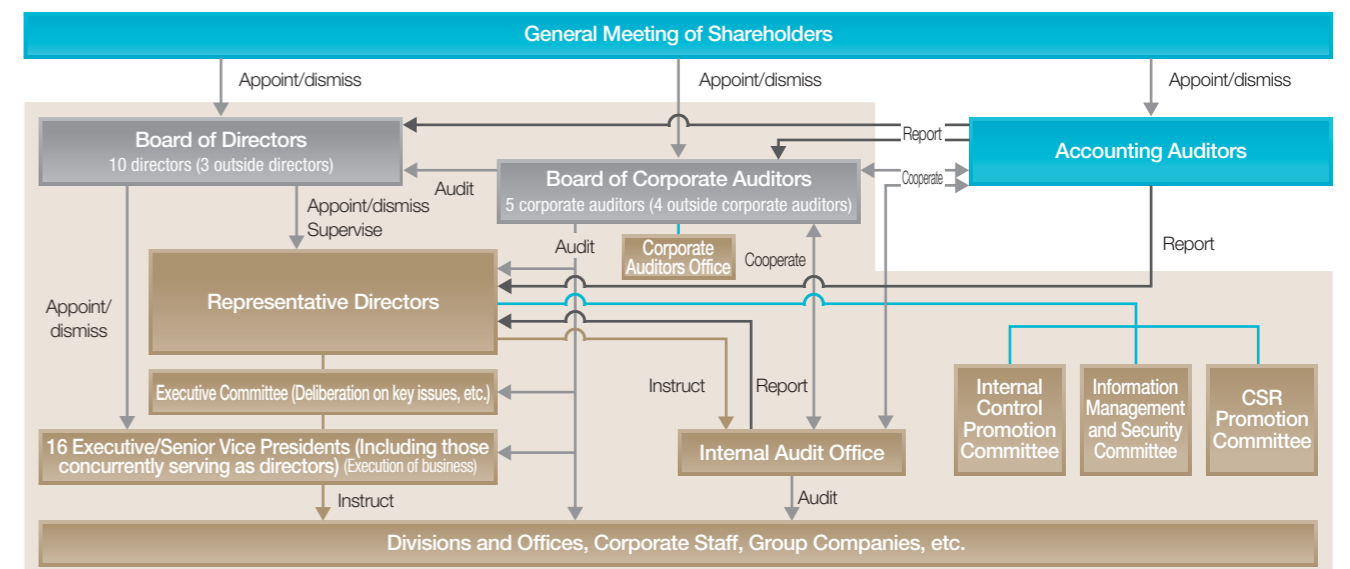 General Meeting of Shareholders
Appoint/dismiss
Appoint/dismiss
Appoint/dismiss
Board of Directors
10 directors (3 outside directors)
Report
Accounting Auditors
Audit
Board of Corporate Auditors
5 corporate auditors (4 outside corporate auditors)
Cooperate
Appoint/dismiss
Supervise
Audit
Corporate
Auditors Office
Cooperate
Report
Representative Directors
Appoint/
dismiss
Executive Committee (Deliberation on key issues, etc.)
Instruct
Report
Internal
Control
Promotion
Committee
Information
Management
and Security
Committee
CSR
Promotion
Committee
16 Executive/Senior Vice Presidents (Including those
concurrently serving as directors) (Execution of business)
Internal Audit Office
Instruct
Audit
Divisions and Offices, Corporate Staff, Group Companies, etc.